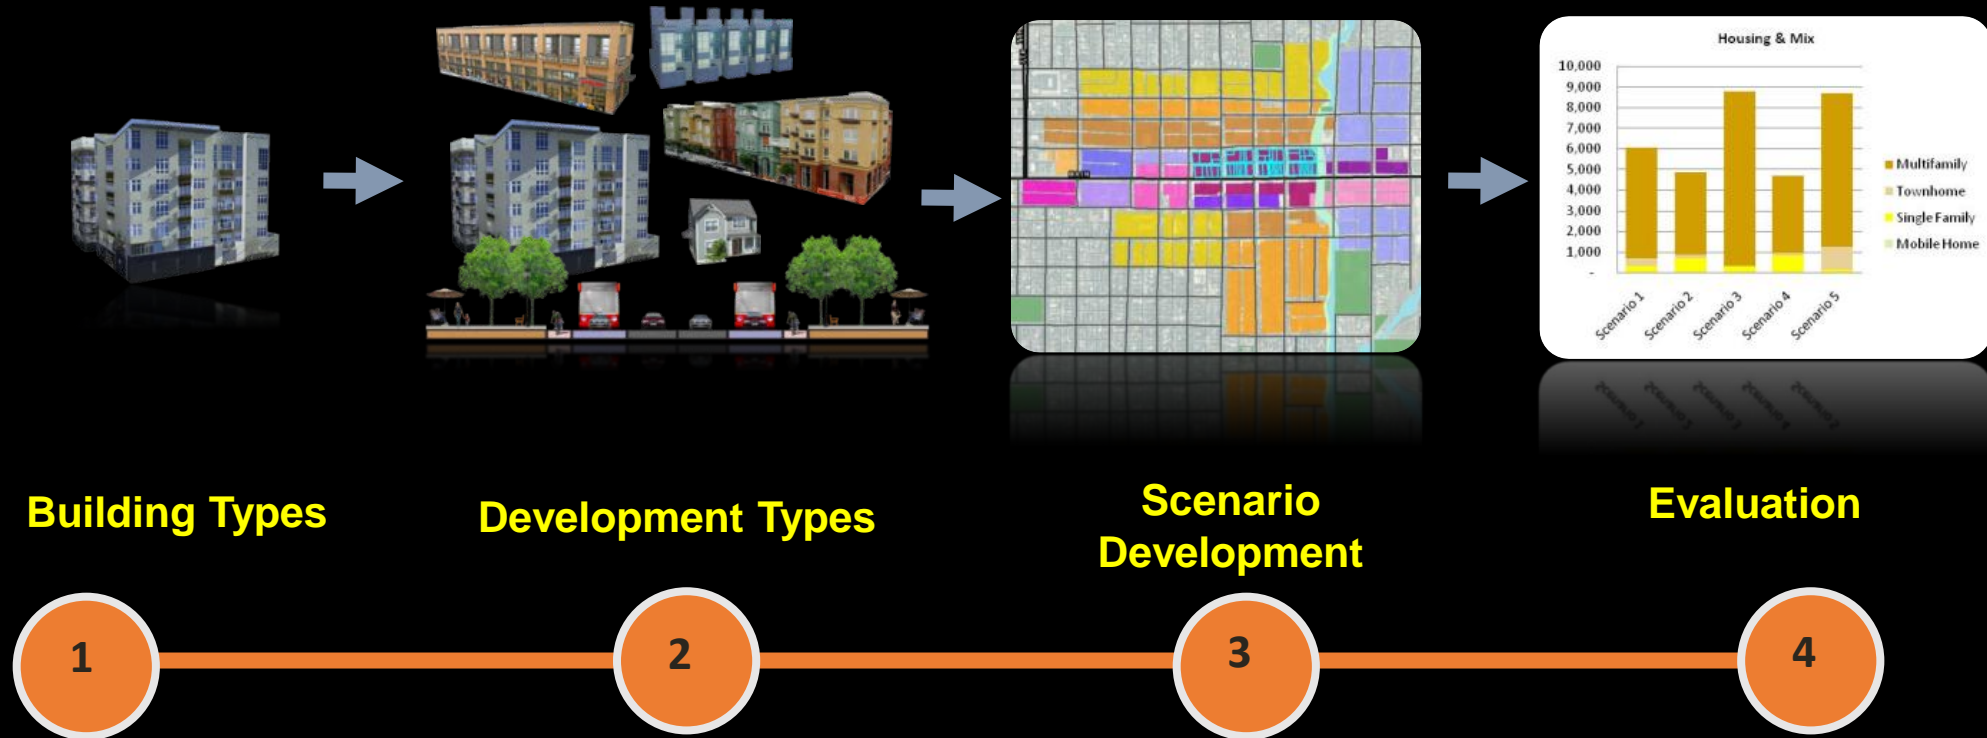 Housing & Mix
10,000
9,000
8,000
7,000
6,000
5,000
4,000
3,000
2,000
1,000
-
Multifamily
Townhome
Single Family
Mobile Home
Scenario 1
Scenario 2
Scenario 3
Scenario 4
Scenario 5
Building Types
Development Types
Scenario
Development
Evaluation
1
2
3
4